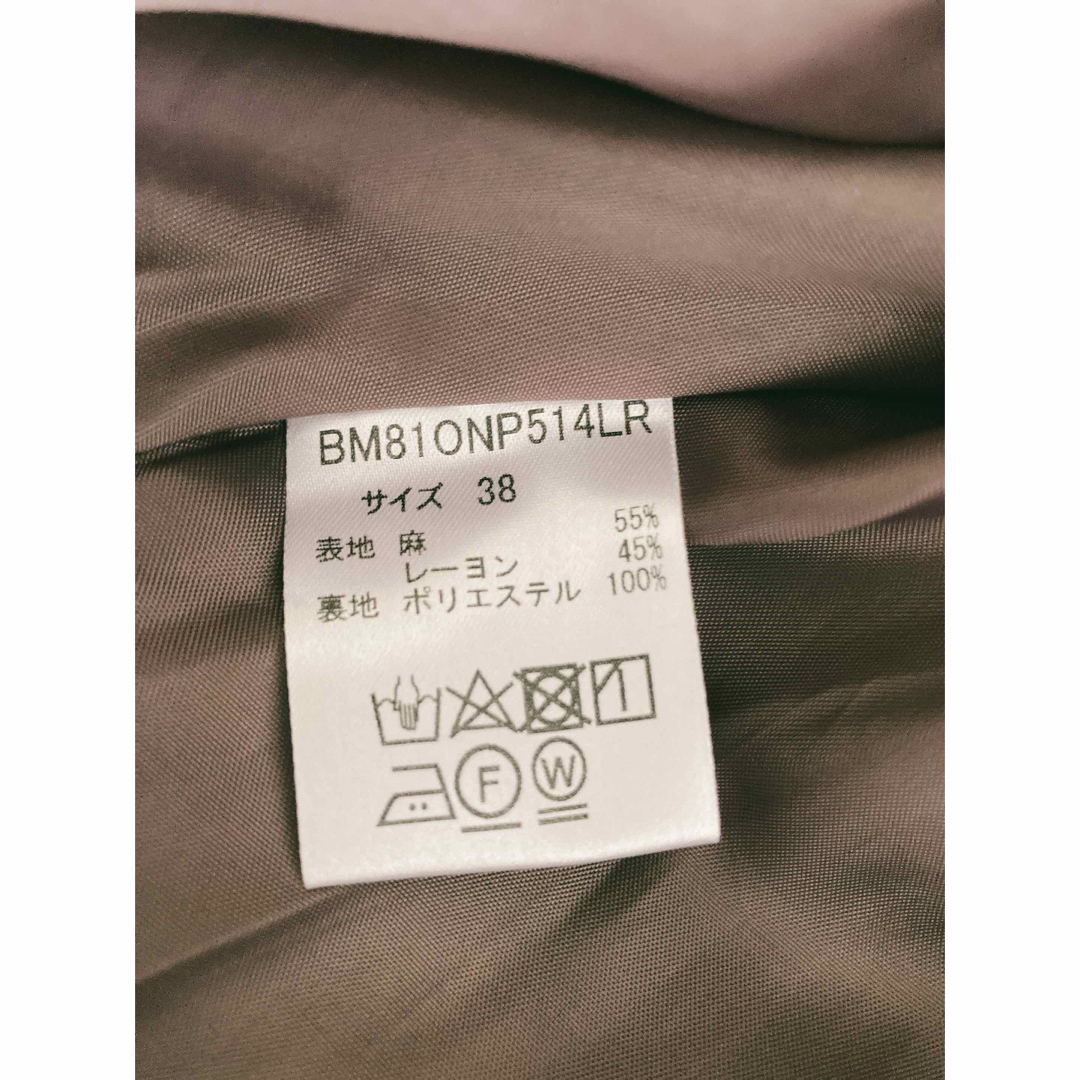 BM810NP514LR
サイズ 38
表地 麻 55%
レーヨン 45%
裏地 ポリエステル 100%
F W